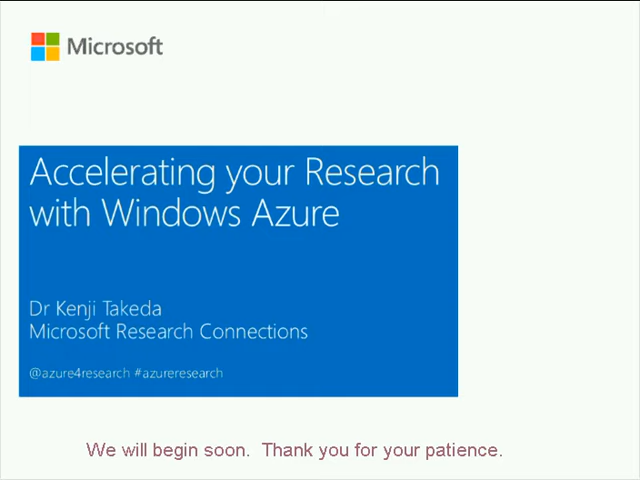 Microsoft
Accelerating your Research
with Windows Azure
Dr Kenji Takeda
Microsoft Research Connections
@azure4research #azureresearch
We will begin soon.  Thank you for your patience.